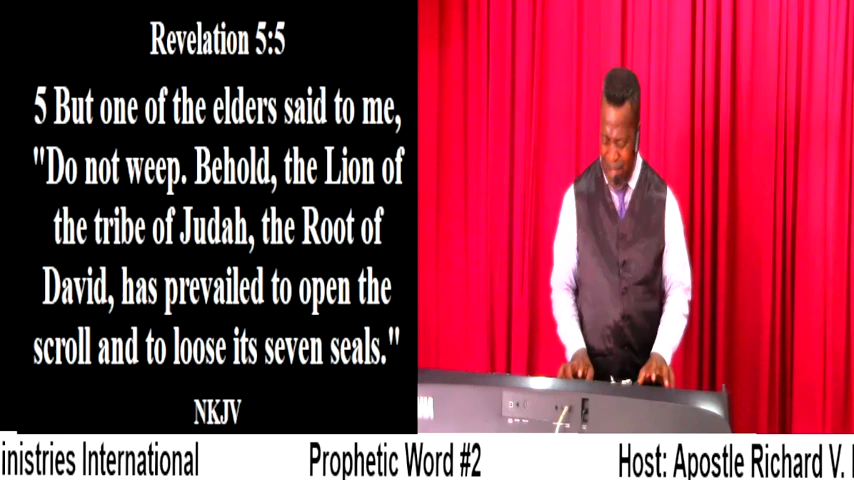 Revelation 5:5
5 But one of the elders said to me,
"Do not weep. Behold, the Lion of
the tribe of Judah, the Root of
David, has prevailed to open the
scroll and to loose its seven seals."
NKJV
inistries International Prophetic Word #2 Host: Apostle Richard V.